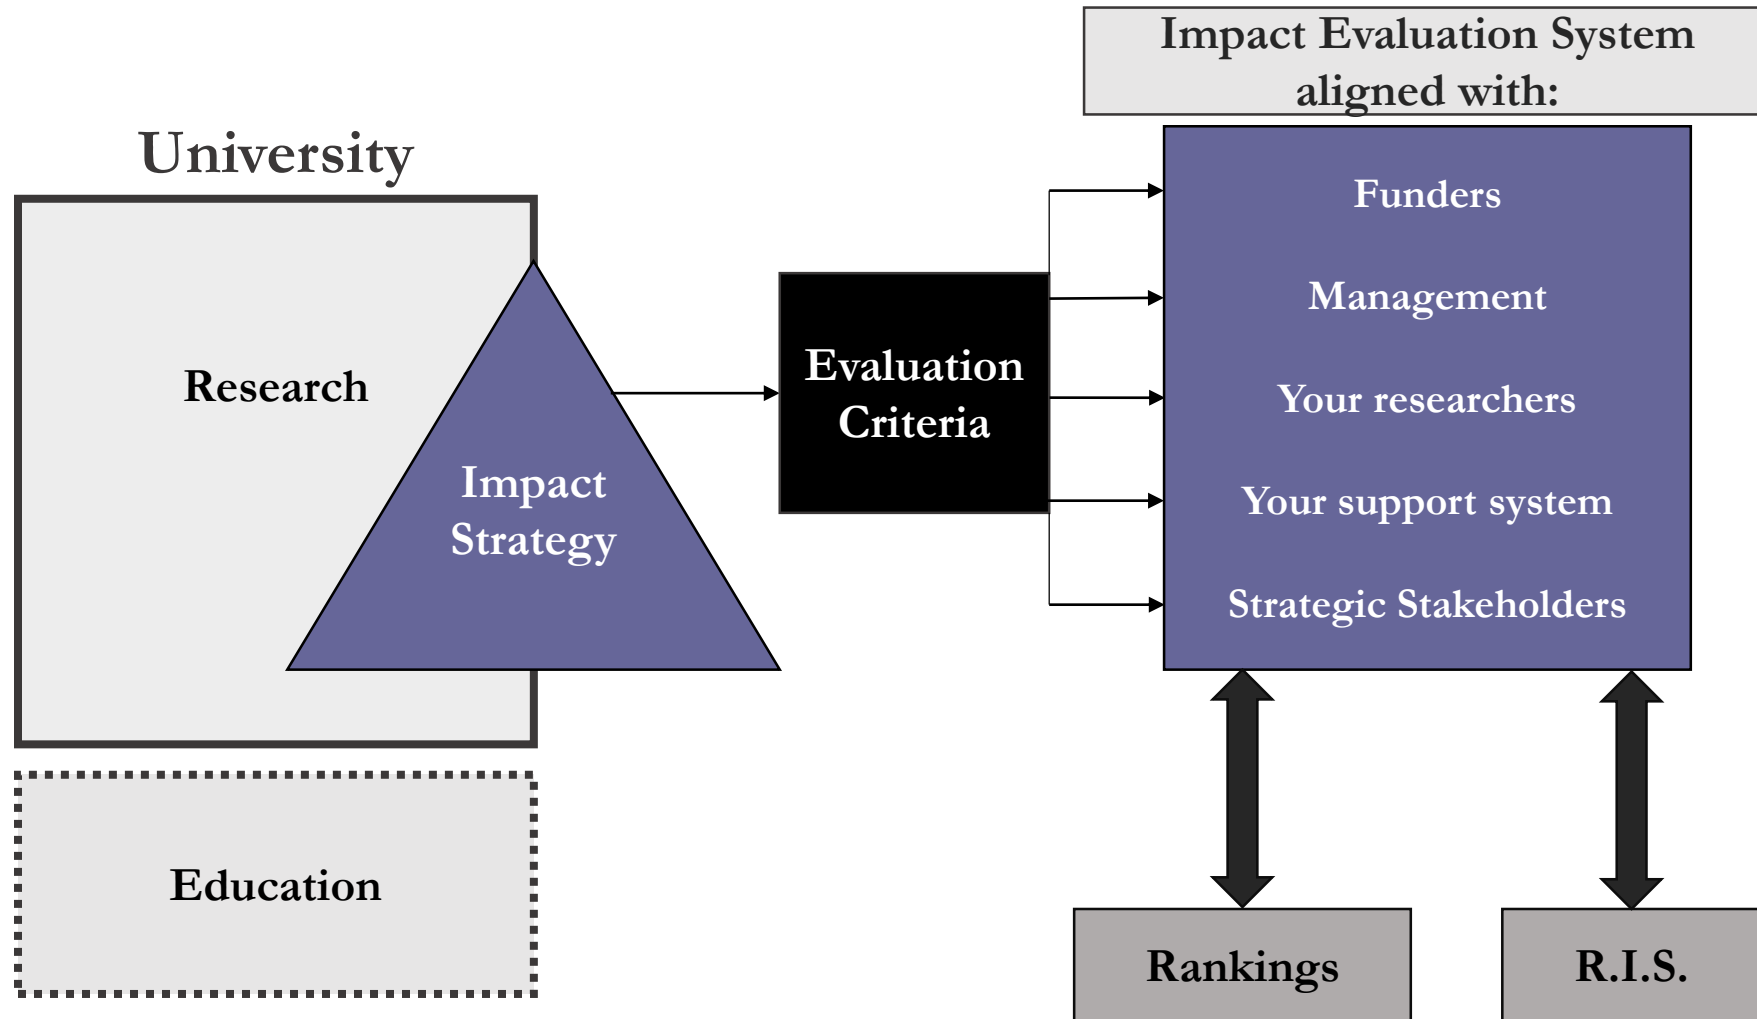 Impact Evaluation System
aligned with:
University
Research
Impact
Strategy
Evaluation
Criteria
Funders
Management
Your researchers
Your support system
Strategic Stakeholders
Education
Rankings
R.I.S.